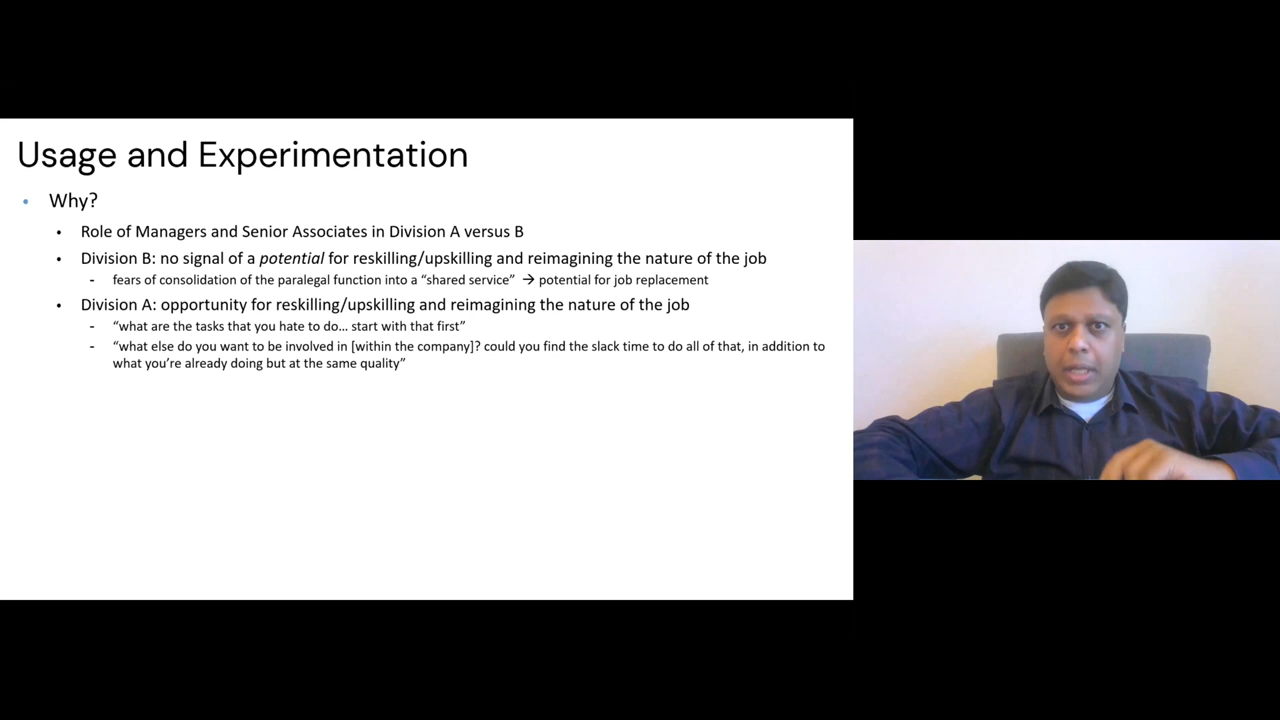 Usage and Experimentation
• Why?
• Role of Managers and Senior Associates in Division A versus B
• Division B: no signal of a potential for reskilling/upskilling and reimagining the nature of the job
- fears of consolidation of the paralegal function into a “shared service” → potential for job replacement
• Division A: opportunity for reskilling/upskilling and reimagining the nature of the job
- “what are the tasks that you hate to do… start with that first”
- “what else do you want to be involved in [within the company]? could you find the slack time to do all of that, in addition to
what you’re already doing but at the same quality”